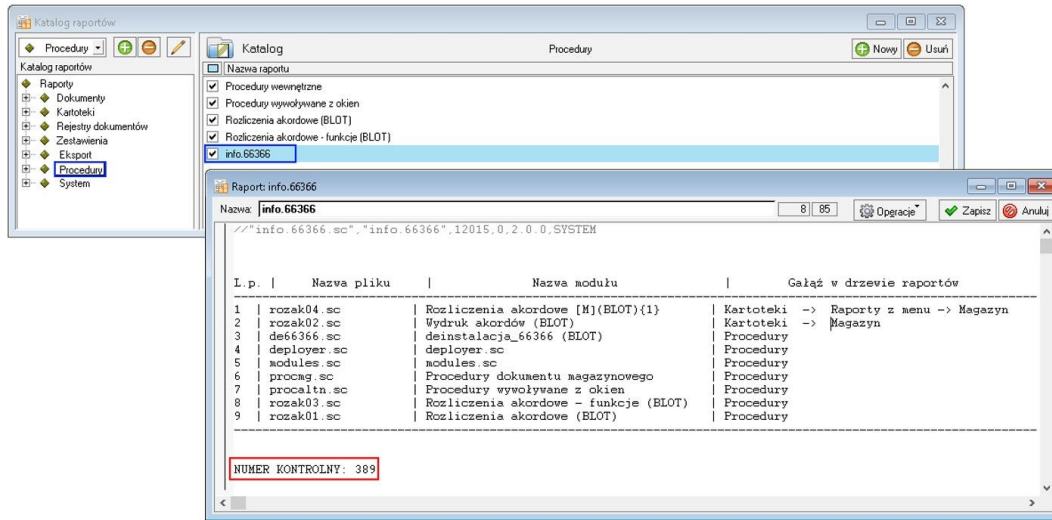 Katalog raportów
Procedury
Katalog
Procedury
Nowy
Usuń
Katalog raportów
Nazwa raportu
Raporty
Dokumenty
Kartoteki
Rejestry dokumentów
Zestawienia
Eksport
Procedury
System
Procedury wewnętrzne
Procedury wywoływane z okien
Rozliczenia akordowe (BLOT)
Rozliczenia akordowe - funkcje (BLOT)
info.66366
Raport: info.66366
Nazwa: info.66366 8 85 Operacje Zapisz Anuluj
//"info.66366.sc","info.66366",12015,0,2.0.0,SYSTEM
L.p. | Nazwa pliku | Nazwa modułu | Gałąź w drzewie raportów
1 | rozak04.sc | Rozliczenia akordowe [M](BLOT){1} | Kartoteki -> Raporty z menu -> Magazyn
2 | rozak02.sc | Wydruk akordów (BLOT) | Kartoteki -> Magazyn
3 | de66366.sc | deinstalacja_66366 (BLOT) | Procedury
4 | deployer.sc | deployer.sc | Procedury
5 | modules.sc | modules.sc | Procedury
6 | procmg.sc | Procedury dokumentu magazynowego | Procedury
7 | procaltn.sc | Procedury wywoływane z okien | Procedury
8 | rozak03.sc | Rozliczenia akordowe - funkcje (BLOT) | Procedury
9 | rozak01.sc | Rozliczenia akordowe (BLOT) | Procedury
NUMER KONTROLNY: 389